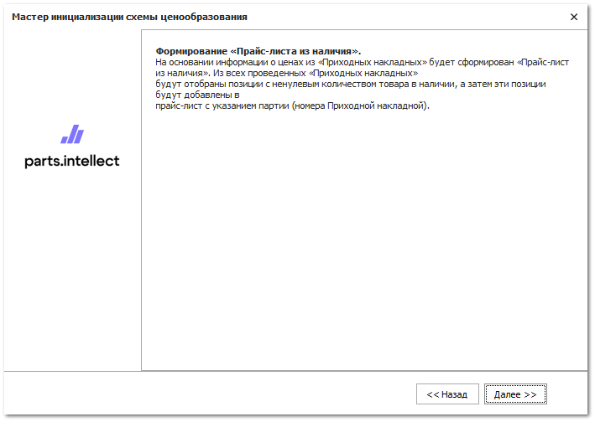 Мастер инициализации схемы ценообразования
Формирование «Прайс-листа из наличия».
На основании информации о ценах из «Приходных накладных» будет сформирован «Прайс-лист
из наличия». Из всех проведенных «Приходных накладных»
будут отобраны позиции с ненулевым количеством товара в наличии, а затем эти позиции
будут добавлены в
прайс-лист с указанием партии (номера Приходной накладной).
parts.intellect
<< Назад
Далее >>